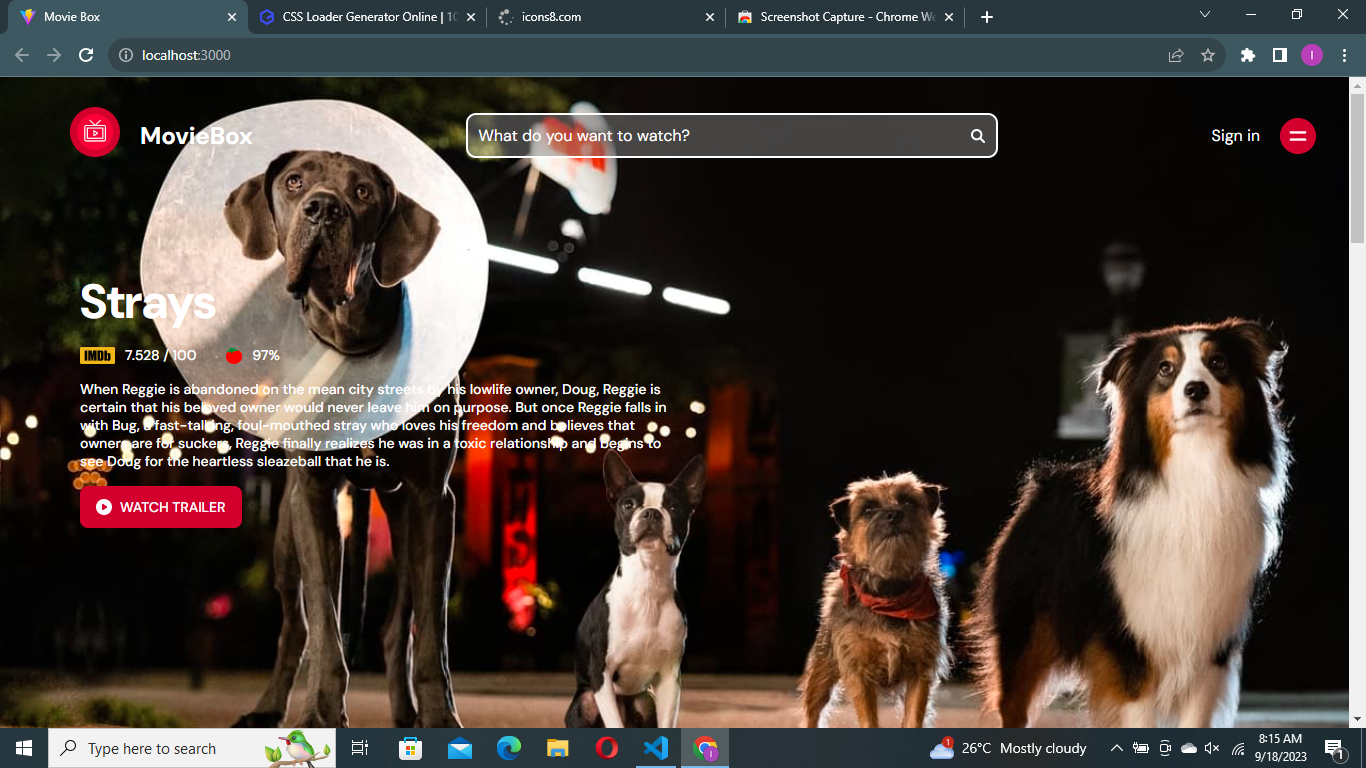 Movie Box
CSS Loader Generator Online | 10
icons8.com
Screenshot Capture - Chrome We
localhost:3000
I
MovieBox
What do you want to watch?
Sign in
Strays
IMDb 7.528 / 100 97%
When Reggie is abandoned on the mean city streets by his lowlife owner, Doug, Reggie is
certain that his beloved owner would never leave him on purpose. But once Reggie falls in
with Bug, a fast-talking, foul-mouthed stray who loves his freedom and believes that
owners are for suckers, Reggie finally realizes he was in a toxic relationship and begins to
see Doug for the heartless sleazeball that he is.
WATCH TRAILER
Type here to search
I
1
26°C Mostly cloudy
8:15 AM
9/18/2023
1